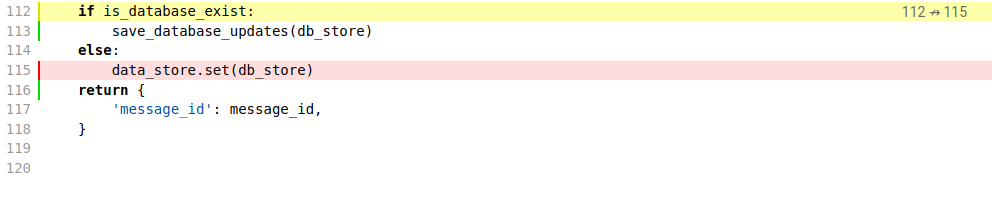 112 if is_database_exist: 112 ↛ 115
113 save_database_updates(db_store)
114 else:
115 data_store.set(db_store)
116 return {
117 'message_id': message_id,
118 }
119
120